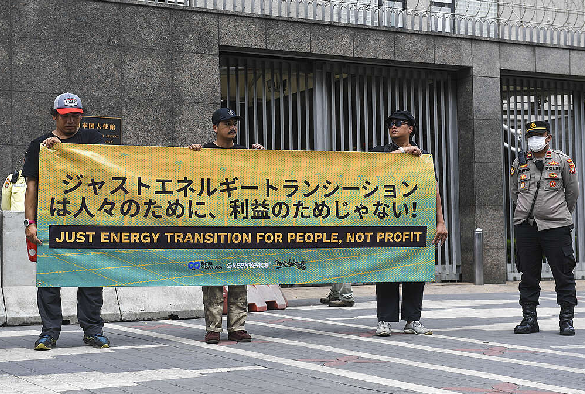 ジャストエネルギートランシーション
は人々のために、利益のためじゃない!
JUST ENERGY TRANSITION FOR PEOPLE, NOT PROFIT